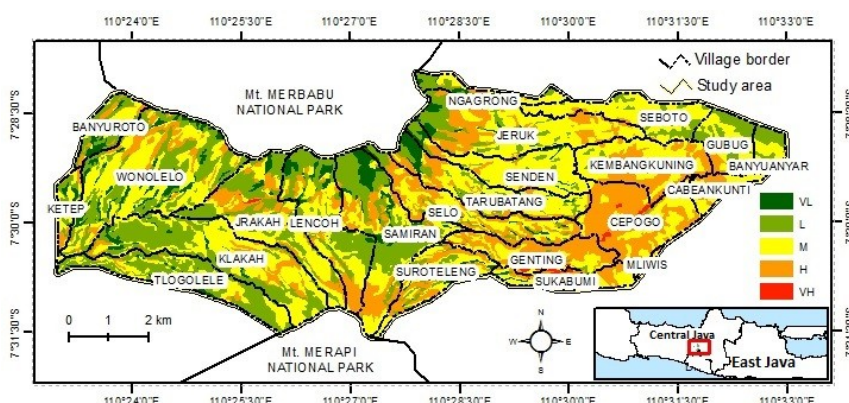 110°24'0"E 110°25'30"E 110°27'0"E 110°28'30"E 110°30'0"E 110°31'30"E 110°33'0"E
Village border
Study area
Mt. MERBABU
NATIONAL PARK
7°28'30"S
NGAGRONG
SEBOTO
BANYUROTO
JERUK
GUBUG
KEMBANGKUNING
BANYUANYAR
WONOLELO
SENDEN
CABEANKUNTI
TARUBATANG
KETEP
SELO
7°30'0"S
JRAKAH
LENCOH
CEPOGO
SAMIRAN
KLAKAH
GENTING
MLIWIS
SUROTELENG
TLOGOLELE
SUKABUMI
VL
L
M
H
VH
0 1 2 km
7°31'30"S
N
W E
S
Mt. MERAPI
NATIONAL PARK
Central Java
East Java
110°24'0"E 110°25'30"E 110°27'0"E 110°28'30"E 110°30'0"E 110°31'30"E 110°33'0"E